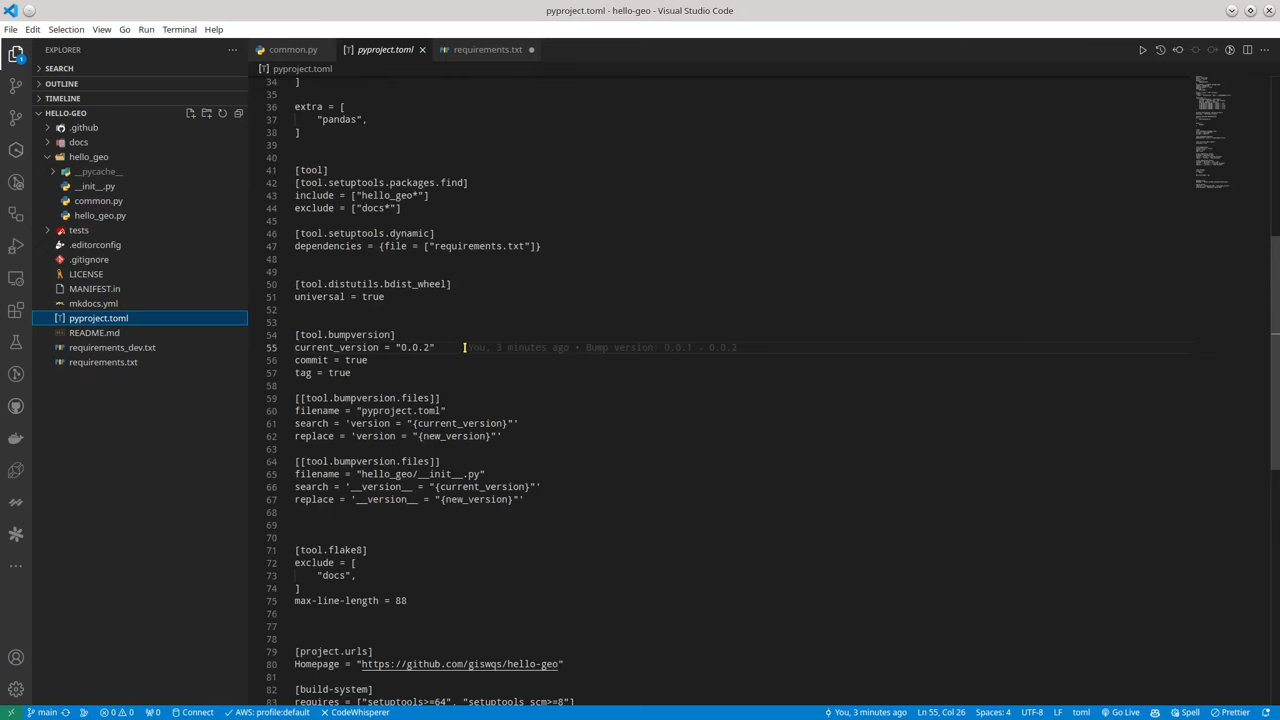 pyproject.toml - hello-geo - Visual Studio Code
File Edit Selection View Go Run Terminal Help
EXPLORER
common.py
pyproject.toml
requirements.txt
SEARCH
OUTLINE
TIMELINE
HELLO-GEO
.github
docs
hello_geo
__pycache__
__init__.py
common.py
hello_geo.py
tests
.editorconfig
.gitignore
LICENSE
MANIFEST.in
mkdocs.yml
pyproject.toml
README.md
requirements_dev.txt
requirements.txt
1
pyproject.toml
34 ]
35
36 extra = [
37 "pandas",
38 ]
39
40
41 [tool]
42 [tool.setuptools.packages.find]
43 include = ["hello_geo*"]
44 exclude = ["docs*"]
45
46 [tool.setuptools.dynamic]
47 dependencies = {file = ["requirements.txt"]}
48
49
50 [tool.distutils.bdist_wheel]
51 universal = true
52
53
54 [tool.bumpversion]
55 current_version = "0.0.2" You, 3 minutes ago • Bump version: 0.0.1 → 0.0.2
56 commit = true
57 tag = true
58
59 [[tool.bumpversion.files]]
60 filename = "pyproject.toml"
61 search = 'version = "{current_version}"'
62 replace = 'version = "{new_version}"'
63
64 [[tool.bumpversion.files]]
65 filename = "hello_geo/__init__.py"
66 search = '__version__ = "{current_version}"'
67 replace = '__version__ = "{new_version}"'
68
69
70
71 [tool.flake8]
72 exclude = [
73 "docs",
74 ]
75 max-line-length = 88
76
77
78
79 [project.urls]
80 Homepage = "https://github.com/giswqs/hello-geo"
81
82 [build-system]
83 requires = ["setuptools>=64", "setuptools_scm>=8"]
main 0 0 0 Connect AWS: profile:default CodeWhisperer You, 3 minutes ago Ln 55, Col 26 Spaces: 4 UTF-8 LF toml Go Live Spell Prettier